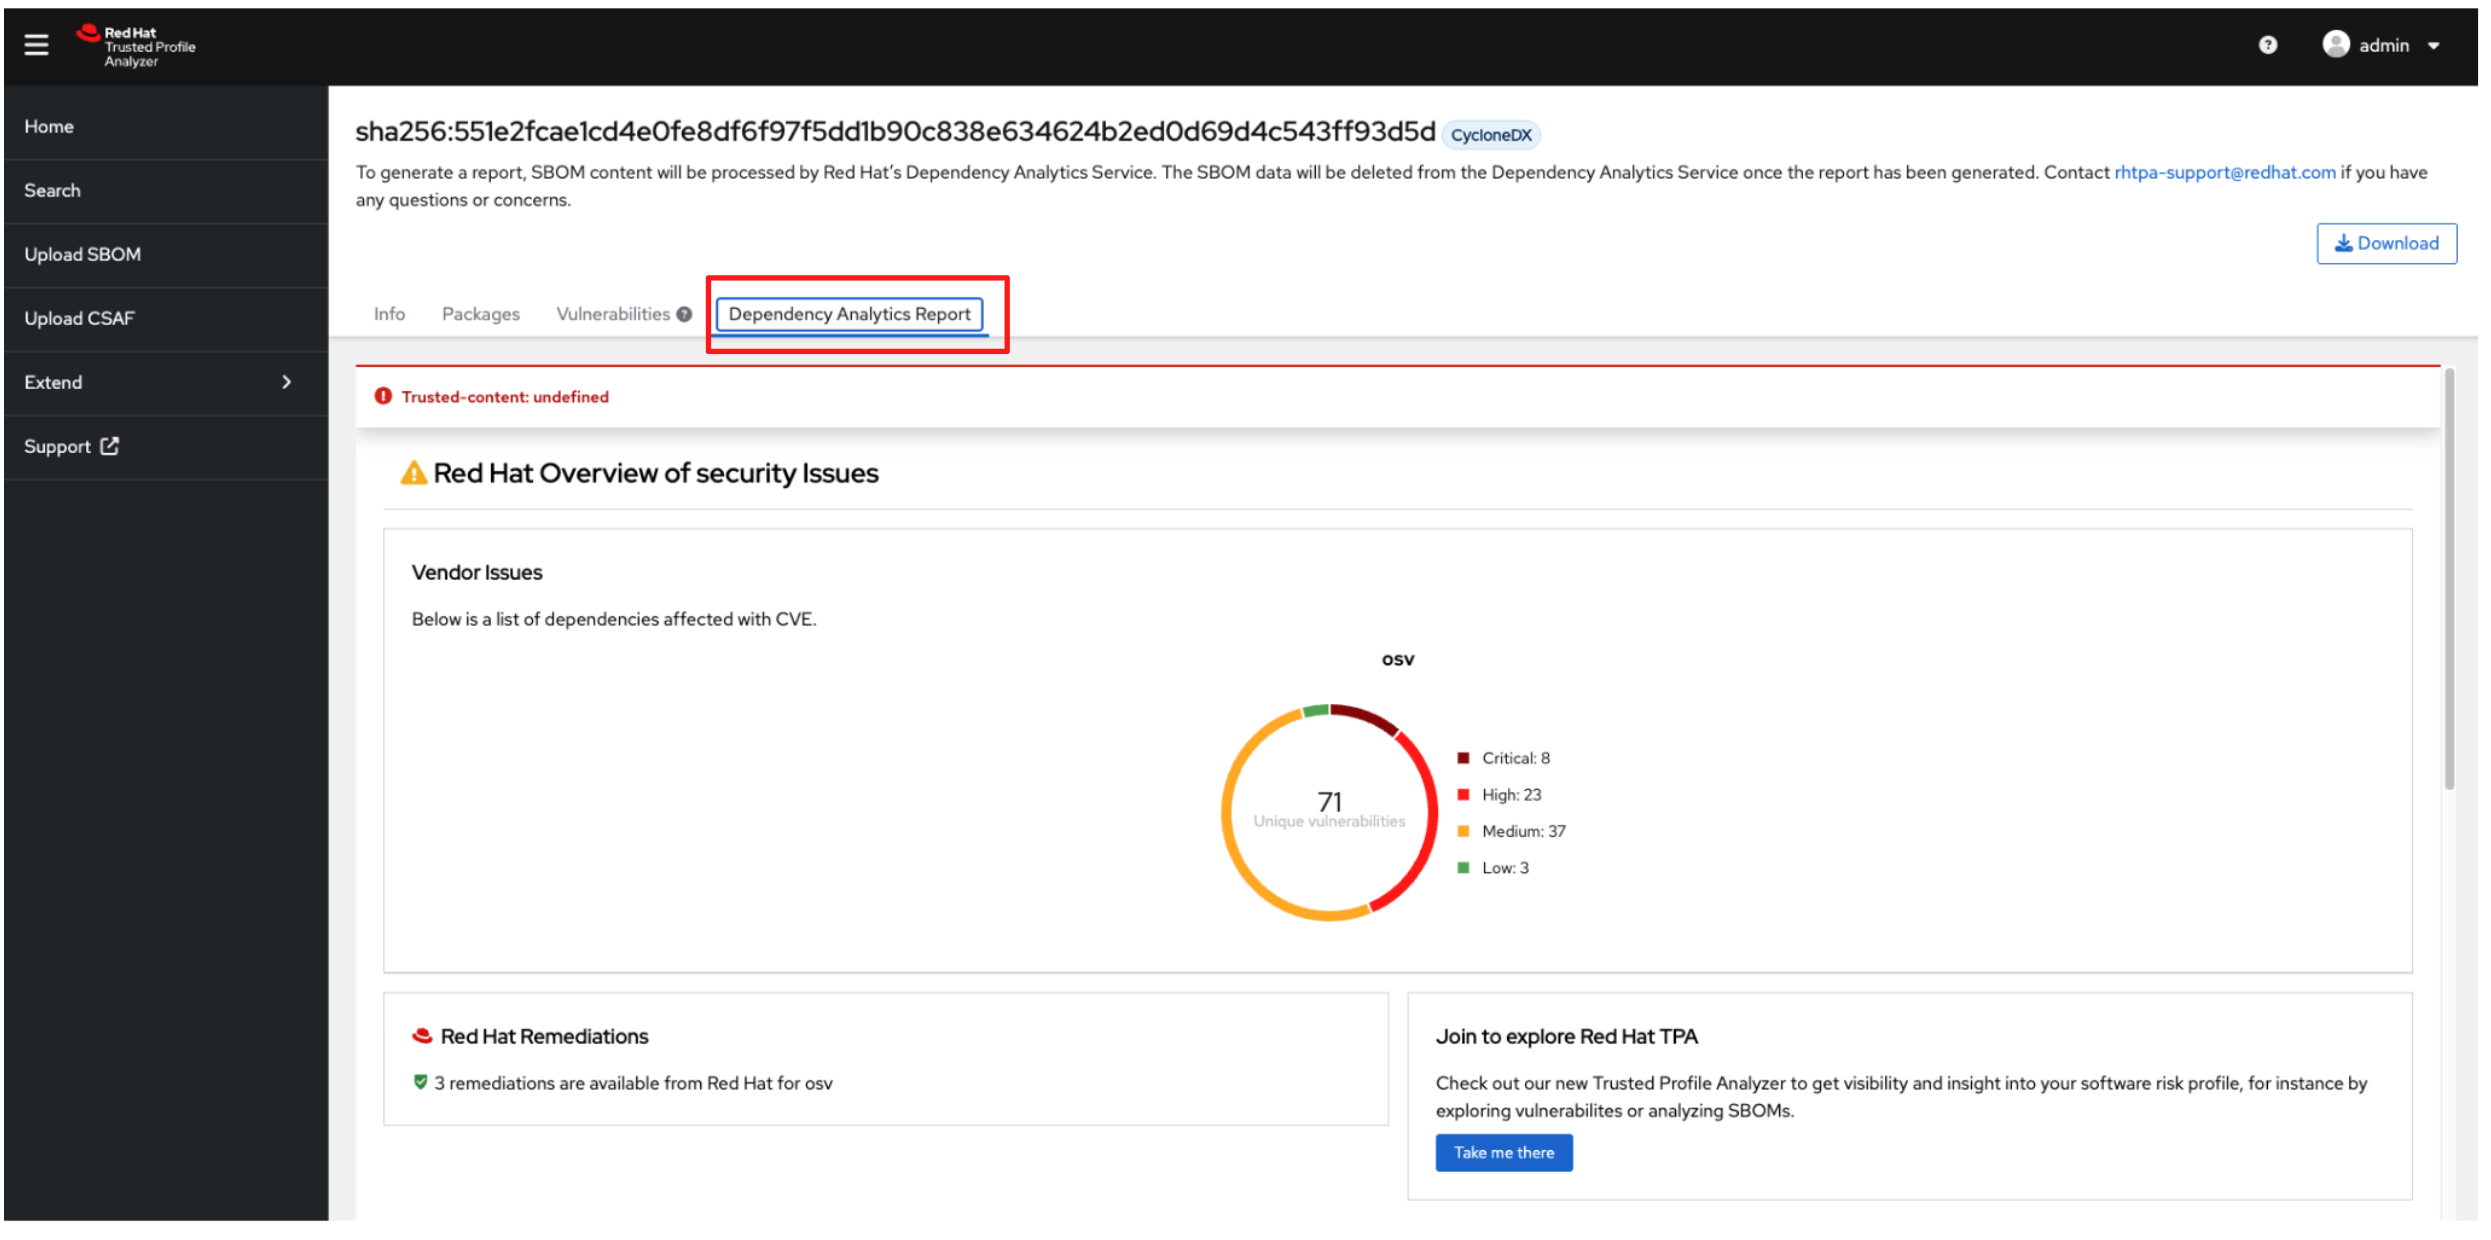 Red Hat
Trusted Profile
Analyzer
admin
Home
Search
Upload SBOM
Upload CSAF
Extend
Support
sha256:551e2fcae1cd4e0fe8df6f97f5dd1b90c838e634624b2ed0d69d4c543ff93d5d CycloneDX
To generate a report, SBOM content will be processed by Red Hat's Dependency Analytics Service. The SBOM data will be deleted from the Dependency Analytics Service once the report has been generated. Contact rhtpa-support@redhat.com if you have
any questions or concerns.
Download
Info Packages Vulnerabilities Dependency Analytics Report
Trusted-content: undefined
Red Hat Overview of security Issues
Vendor Issues
Below is a list of dependencies affected with CVE.
osv
71
Unique vulnerabilities
Critical: 8
High: 23
Medium: 37
Low: 3
Red Hat Remediations
3 remediations are available from Red Hat for osv
Join to explore Red Hat TPA
Check out our new Trusted Profile Analyzer to get visibility and insight into your software risk profile, for instance by
exploring vulnerabilites or analyzing SBOMs.
Take me there